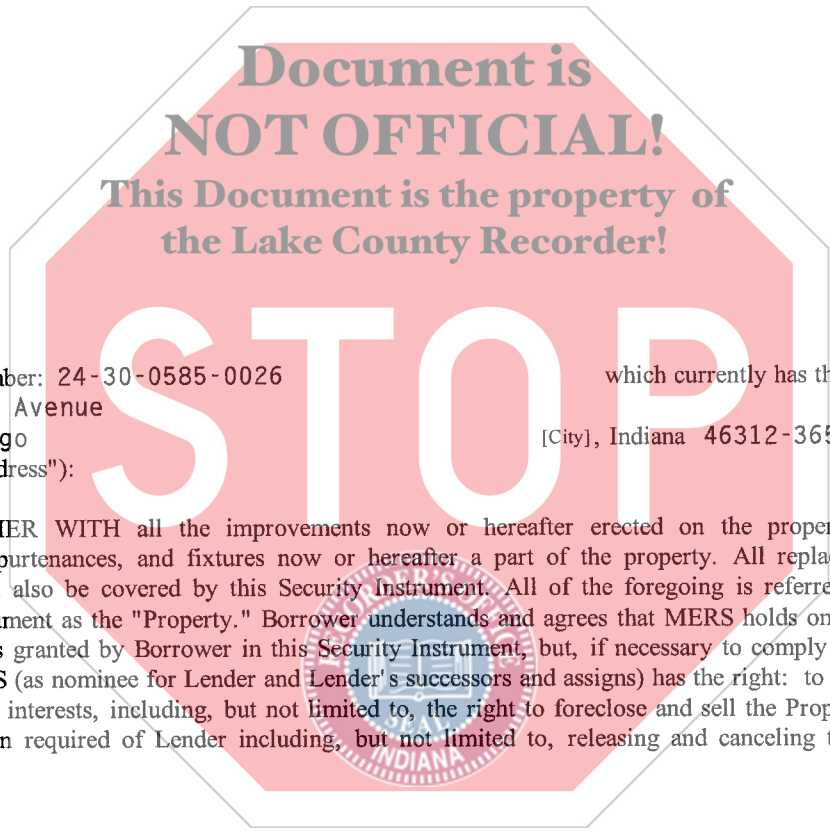 Document is
NOT OFFICIAL!
This Document is the property of
the Lake County Recorder!
STOP
ber: 24-30-0585-0026 which currently has th
Avenue
go [City], Indiana 46312-365
dress"):
ER WITH all the improvements now or hereafter erected on the proper
purtenances, and fixtures now or hereafter a part of the property. All repla
also be covered by this Security Instrument. All of the foregoing is referre
ment as the "Property." Borrower understands and agrees that MERS holds on
s granted by Borrower in this Security Instrument, but, if necessary to comply
S (as nominee for Lender and Lender's successors and assigns) has the right: to
interests, including, but not limited to, the right to foreclose and sell the Prop
n required of Lender including, but not limited to, releasing and canceling t
RECORDER'S OFFICE
SEAL
INDIANA